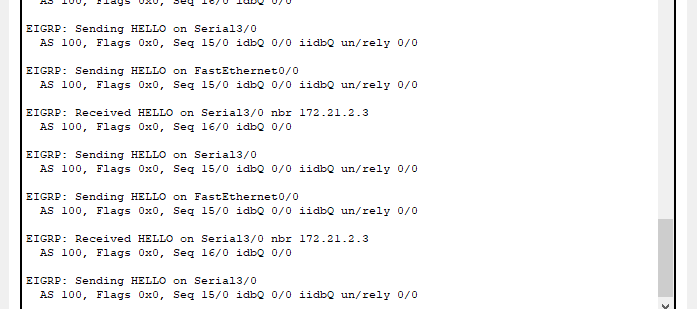 AS 100, Flags 0x0, Seq 16/0 idbQ 0/0
EIGRP: Sending HELLO on Serial3/0
AS 100, Flags 0x0, Seq 15/0 idbQ 0/0 iidbQ un/rely 0/0
EIGRP: Sending HELLO on FastEthernet0/0
AS 100, Flags 0x0, Seq 15/0 idbQ 0/0 iidbQ un/rely 0/0
EIGRP: Received HELLO on Serial3/0 nbr 172.21.2.3
AS 100, Flags 0x0, Seq 16/0 idbQ 0/0
EIGRP: Sending HELLO on Serial3/0
AS 100, Flags 0x0, Seq 15/0 idbQ 0/0 iidbQ un/rely 0/0
EIGRP: Sending HELLO on FastEthernet0/0
AS 100, Flags 0x0, Seq 15/0 idbQ 0/0 iidbQ un/rely 0/0
EIGRP: Received HELLO on Serial3/0 nbr 172.21.2.3
AS 100, Flags 0x0, Seq 16/0 idbQ 0/0
EIGRP: Sending HELLO on Serial3/0
AS 100, Flags 0x0, Seq 15/0 idbQ 0/0 iidbQ un/rely 0/0